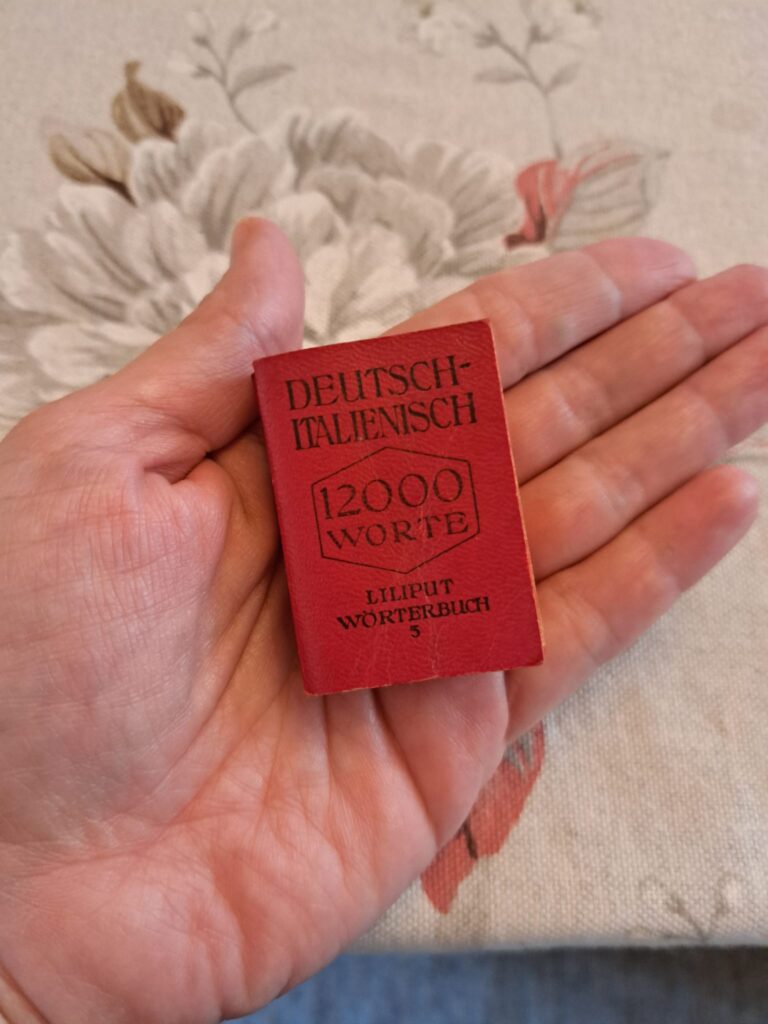 DEUTSCH-
ITALIENISCH
12000
WORTE
LILIPUT
WÖRTERBUCH
5